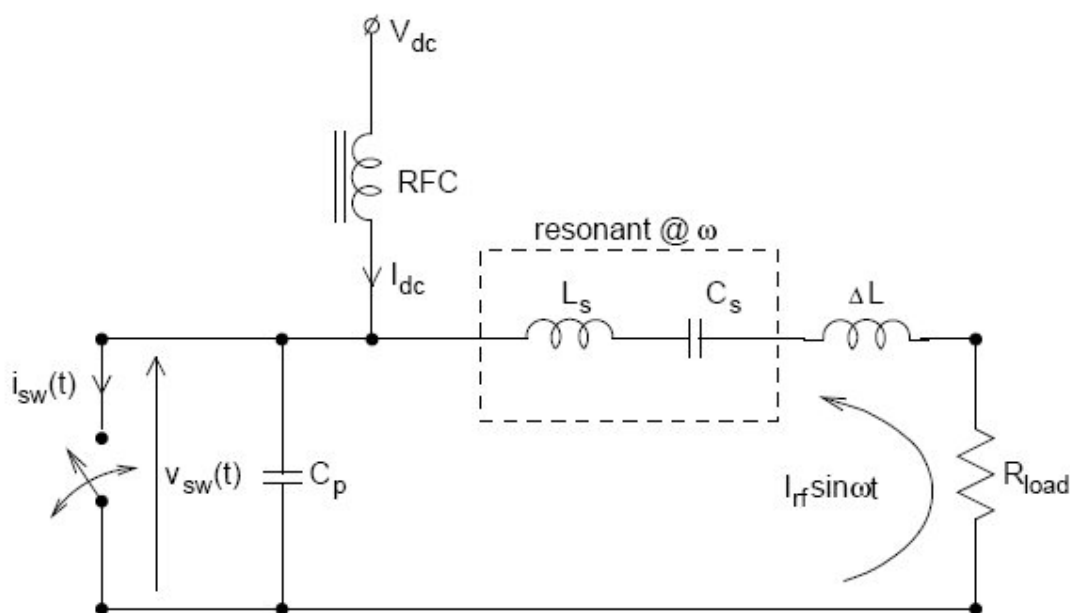 V_dc
RFC
resonant @ ω
I_dc
L_s
C_s
ΔL
i_sw(t)
v_sw(t)
C_p
I_rf sinωt
R_load